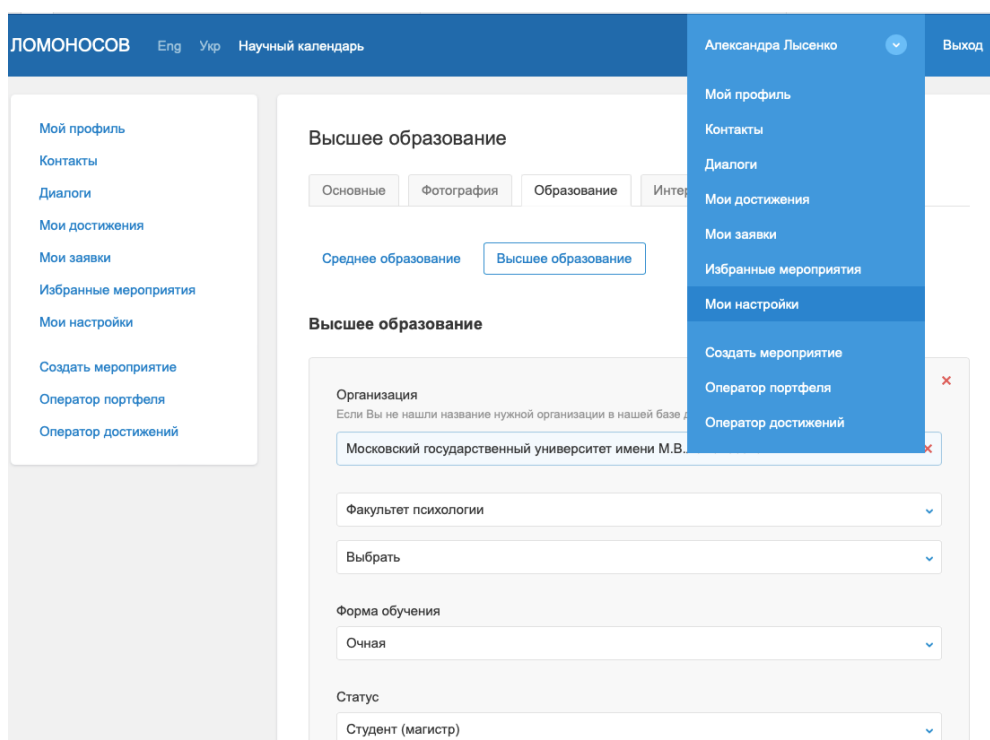 ЛОМОНОСОВ Eng Укр Научный календарь Александра Лысенко Выход
Мой профиль
Контакты
Диалоги
Мои достижения
Мои заявки
Избранные мероприятия
Мои настройки
Создать мероприятие
Оператор портфеля
Оператор достижений
Мой профиль
Контакты
Диалоги
Мои достижения
Мои заявки
Избранные мероприятия
Мои настройки
Создать мероприятие
Оператор портфеля
Оператор достижений
Высшее образование
Основные Фотография Образование Интер
Среднее образование Высшее образование
Высшее образование
Организация
Если Вы не нашли название нужной организации в нашей базе
Московский государственный университет имени М.В.
Факультет психологии
Выбрать
Форма обучения
Очная
Статус
Студент (магистр)